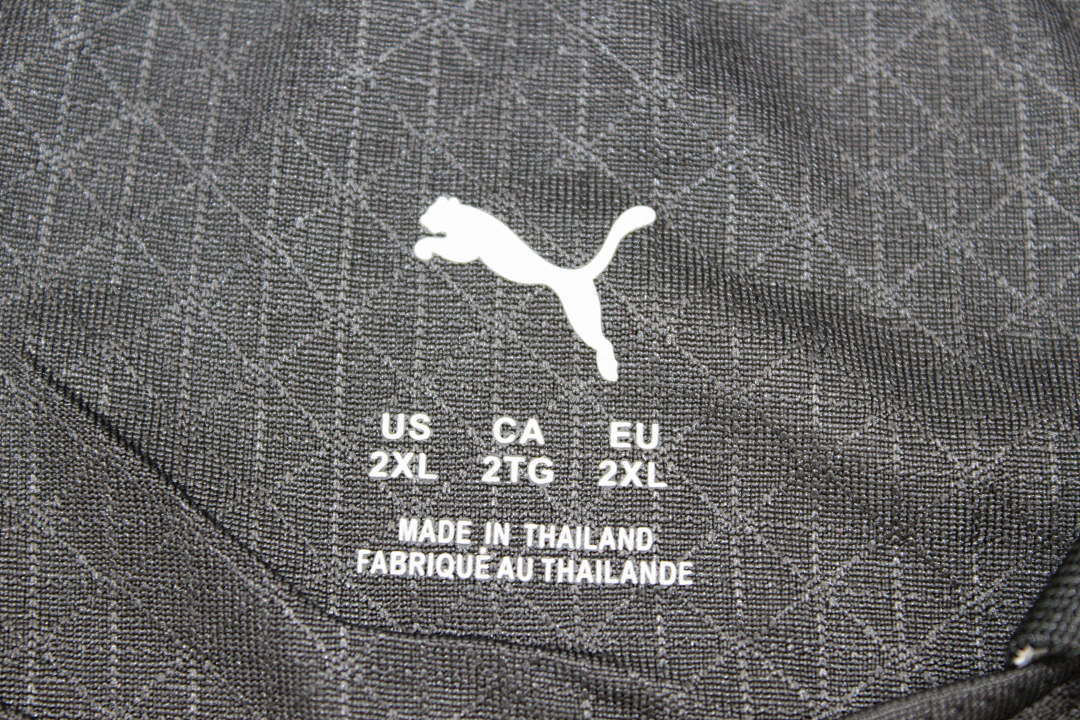 US CA EU
2XL 2TG 2XL
MADE IN THAILAND
FABRIQUÉ AU THAILANDE